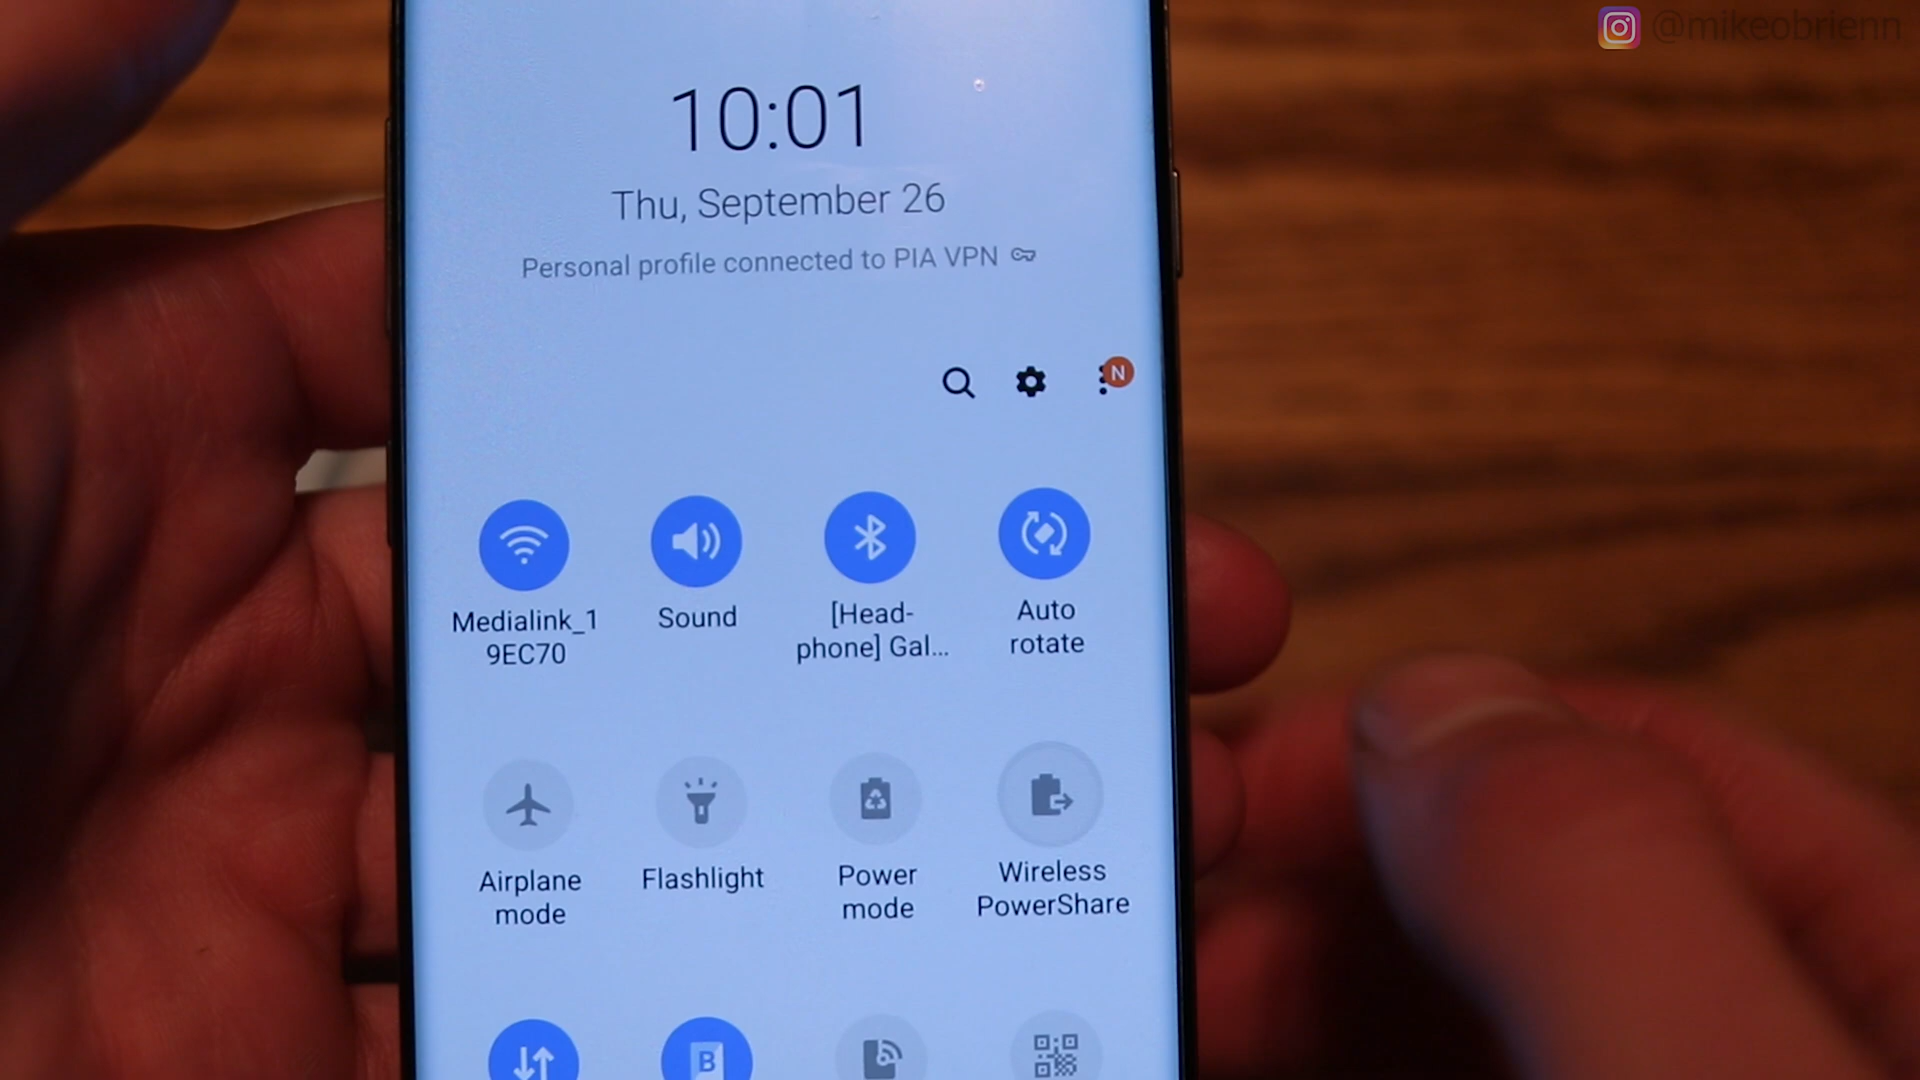 @mikeobrienn
10:01
Thu, September 26
Personal profile connected to PIA VPN
N
Medialink_1
9EC70
Sound
[Head-
phone] Gal...
Auto
rotate
Airplane
mode
Flashlight
Power
mode
Wireless
PowerShare
B